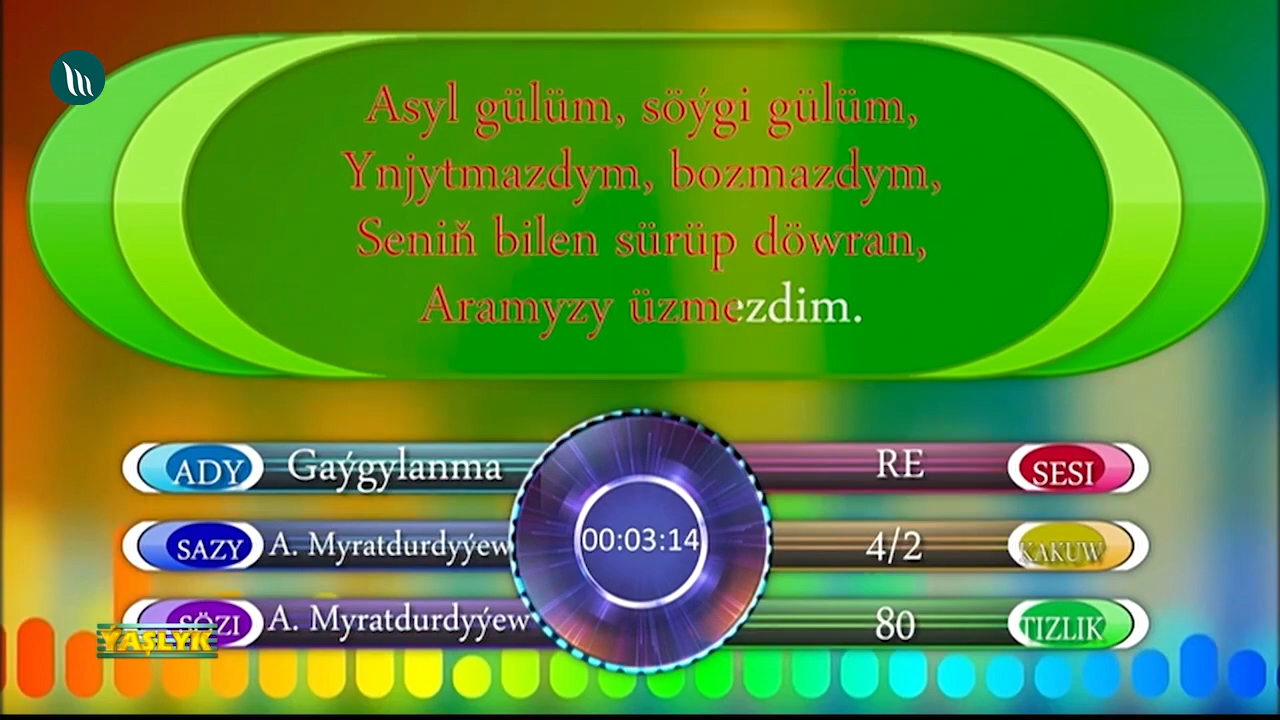 Asyl gülüm, söýgi gülüm,
Ynjytmazdym, bozmazdym,
Seniň bilen sürüp döwran,
Aramyzy üzmezdim.
ADY Gaýgylanma RE SESI
SAZY A. Myratdurdyýew 00:03:14 4/2 KAKUW
SÖZI A. Myratdurdyýew 80 TIZLIK
ÝAŞLYK